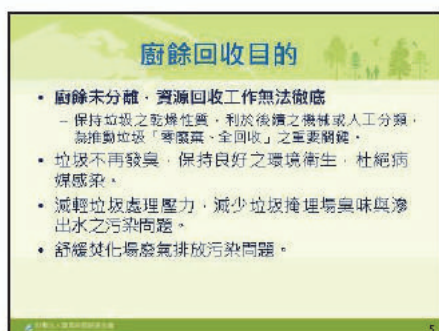 廚餘回收目的
• 廚餘未分離，資源回收工作無法徹底
– 保持垃圾之乾燥性質，利於後續之機械或人工分類，
為推動垃圾「零廢棄、全回收」之重要關鍵。
• 垃圾不再發臭，保持良好之環境衛生，杜絕病
媒感染。
• 減輕垃圾處理壓力，減少垃圾掩埋場臭味與滲
出水之污染問題。
• 舒緩焚化場廢氣排放污染問題。
5